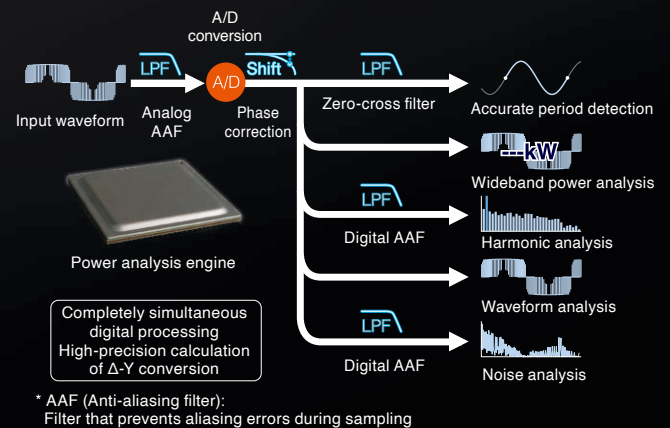 A/D
conversion
LPF
A/D
Shift
LPF
Input waveform
Analog
AAF
Phase
correction
Zero-cross filter
Accurate period detection
---kW
Wideband power analysis
LPF
Digital AAF
Harmonic analysis
Power analysis engine
Waveform analysis
Completely simultaneous
digital processing
High-precision calculation
of Δ-Y conversion
LPF
Digital AAF
Noise analysis
* AAF (Anti-aliasing filter):
Filter that prevents aliasing errors during sampling